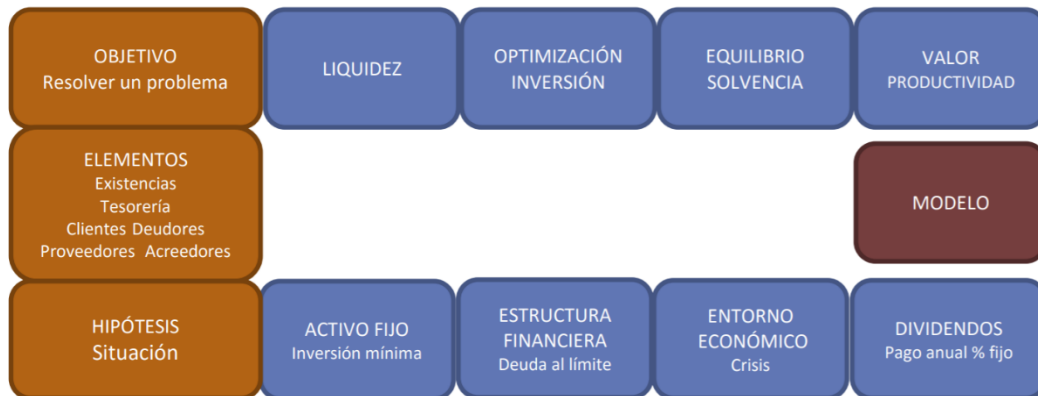 OBJETIVO
Resolver un problema
LIQUIDEZ
OPTIMIZACIÓN
INVERSIÓN
EQUILIBRIO
SOLVENCIA
VALOR
PRODUCTIVIDAD
ELEMENTOS
Existencias
Tesorería
Clientes Deudores
Proveedores Acreedores
MODELO
HIPÓTESIS
Situación
ACTIVO FIJO
Inversión mínima
ESTRUCTURA
FINANCIERA
Deuda al límite
ENTORNO
ECONÓMICO
Crisis
DIVIDENDOS
Pago anual % fijo